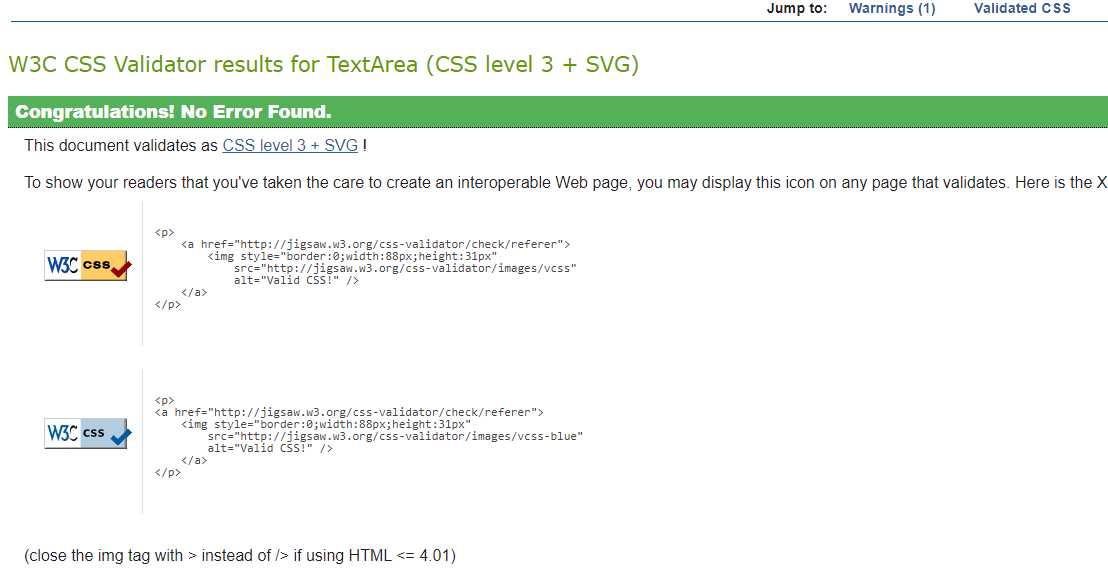 Jump to: Warnings (1) Validated CSS
W3C CSS Validator results for TextArea (CSS level 3 + SVG)
Congratulations! No Error Found.
This document validates as CSS level 3 + SVG !
To show your readers that you've taken the care to create an interoperable Web page, you may display this icon on any page that validates. Here is the X
W3C css
<p>
<a href="http://jigsaw.w3.org/css-validator/check/referer">
<img style="border:0;width:88px;height:31px"
src="http://jigsaw.w3.org/css-validator/images/vcss"
alt="Valid CSS!" />
</a>
</p>
W3C css
<p>
<a href="http://jigsaw.w3.org/css-validator/check/referer">
<img style="border:0;width:88px;height:31px"
src="http://jigsaw.w3.org/css-validator/images/vcss-blue"
alt="Valid CSS!" />
</a>
</p>
(close the img tag with > instead of /> if using HTML <= 4.01)